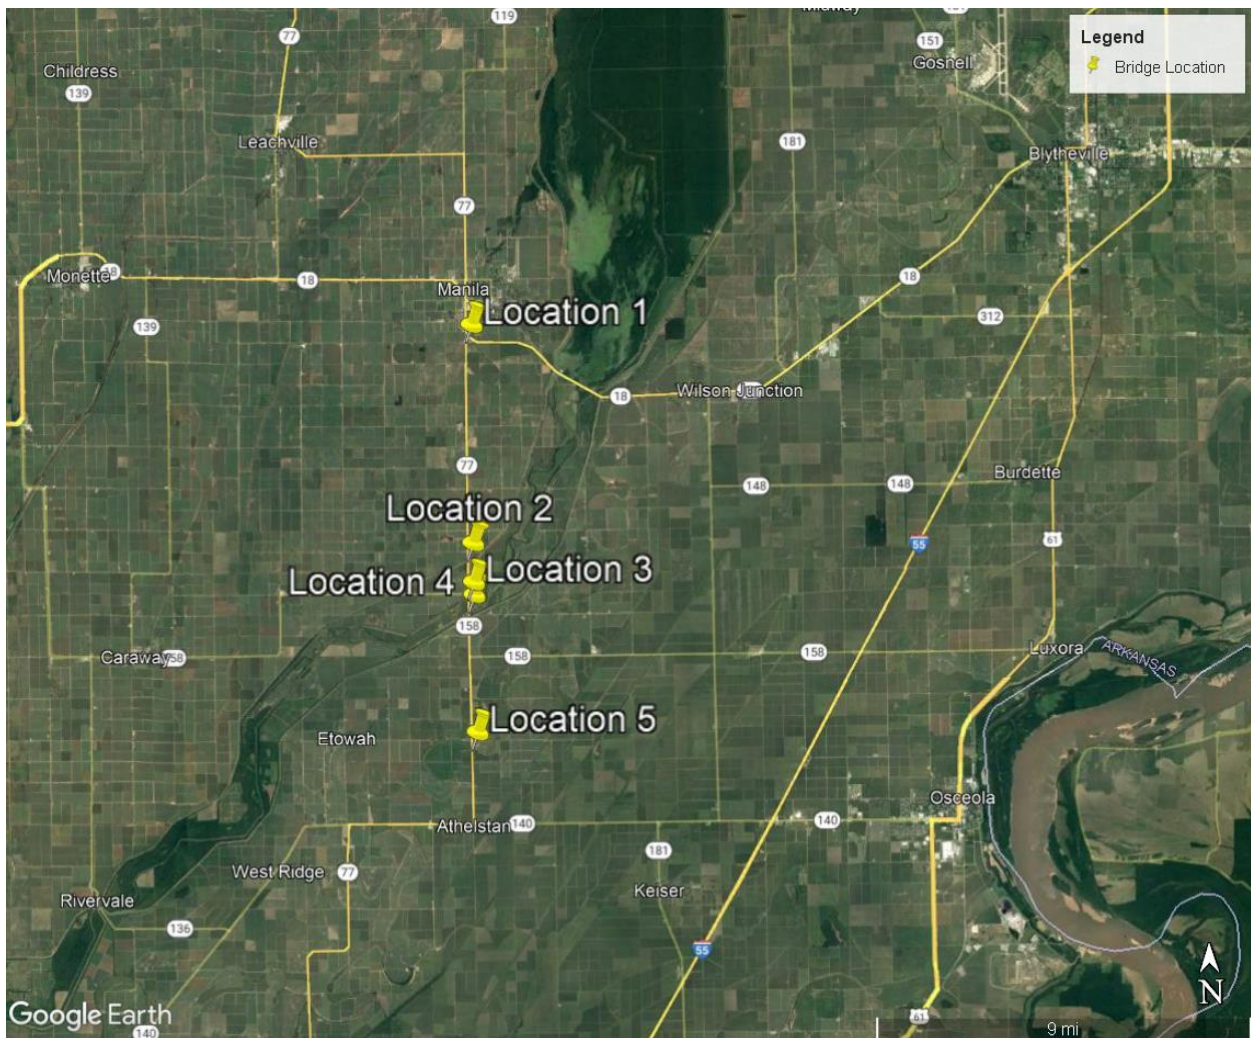 Midway
77
119
151
Legend
Gosnell
Bridge Location
Childress
139
Leachville
181
Blytheville
77
Monette
18
18
Manila
18
Location 1
139
312
18
Wilson Junction
77
148
148
Burdette
Location 2
55
61
Location 4
Location 3
158
Caraway
158
158
158
Luxora
ARKANSAS
Location 5
Etowah
Osceola
Athelstan
140
140
181
West Ridge
77
Keiser
Rivervale
136
55
N
Google Earth
140
61
9 mi